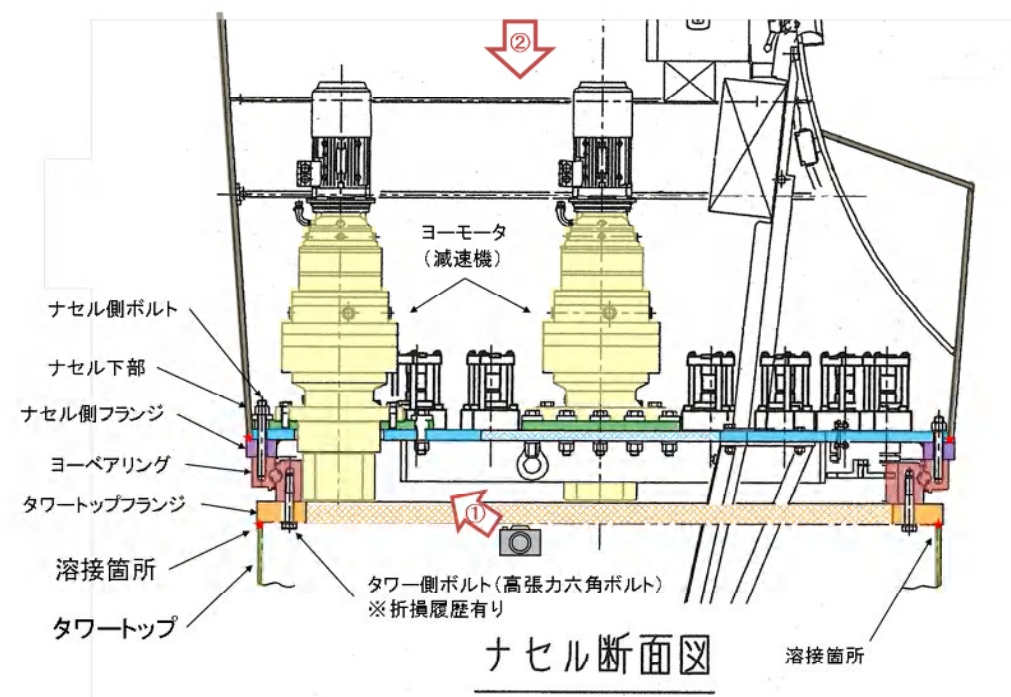 ②
ヨーモータ
(減速機)
ナセル側ボルト
ナセル下部
ナセル側フランジ
ヨーベアリング
タワートップフランジ
①
溶接箇所
タワートップ
タワー側ボルト(高張力六角ボルト)
※折損履歴有り
ナセル断面図
溶接箇所